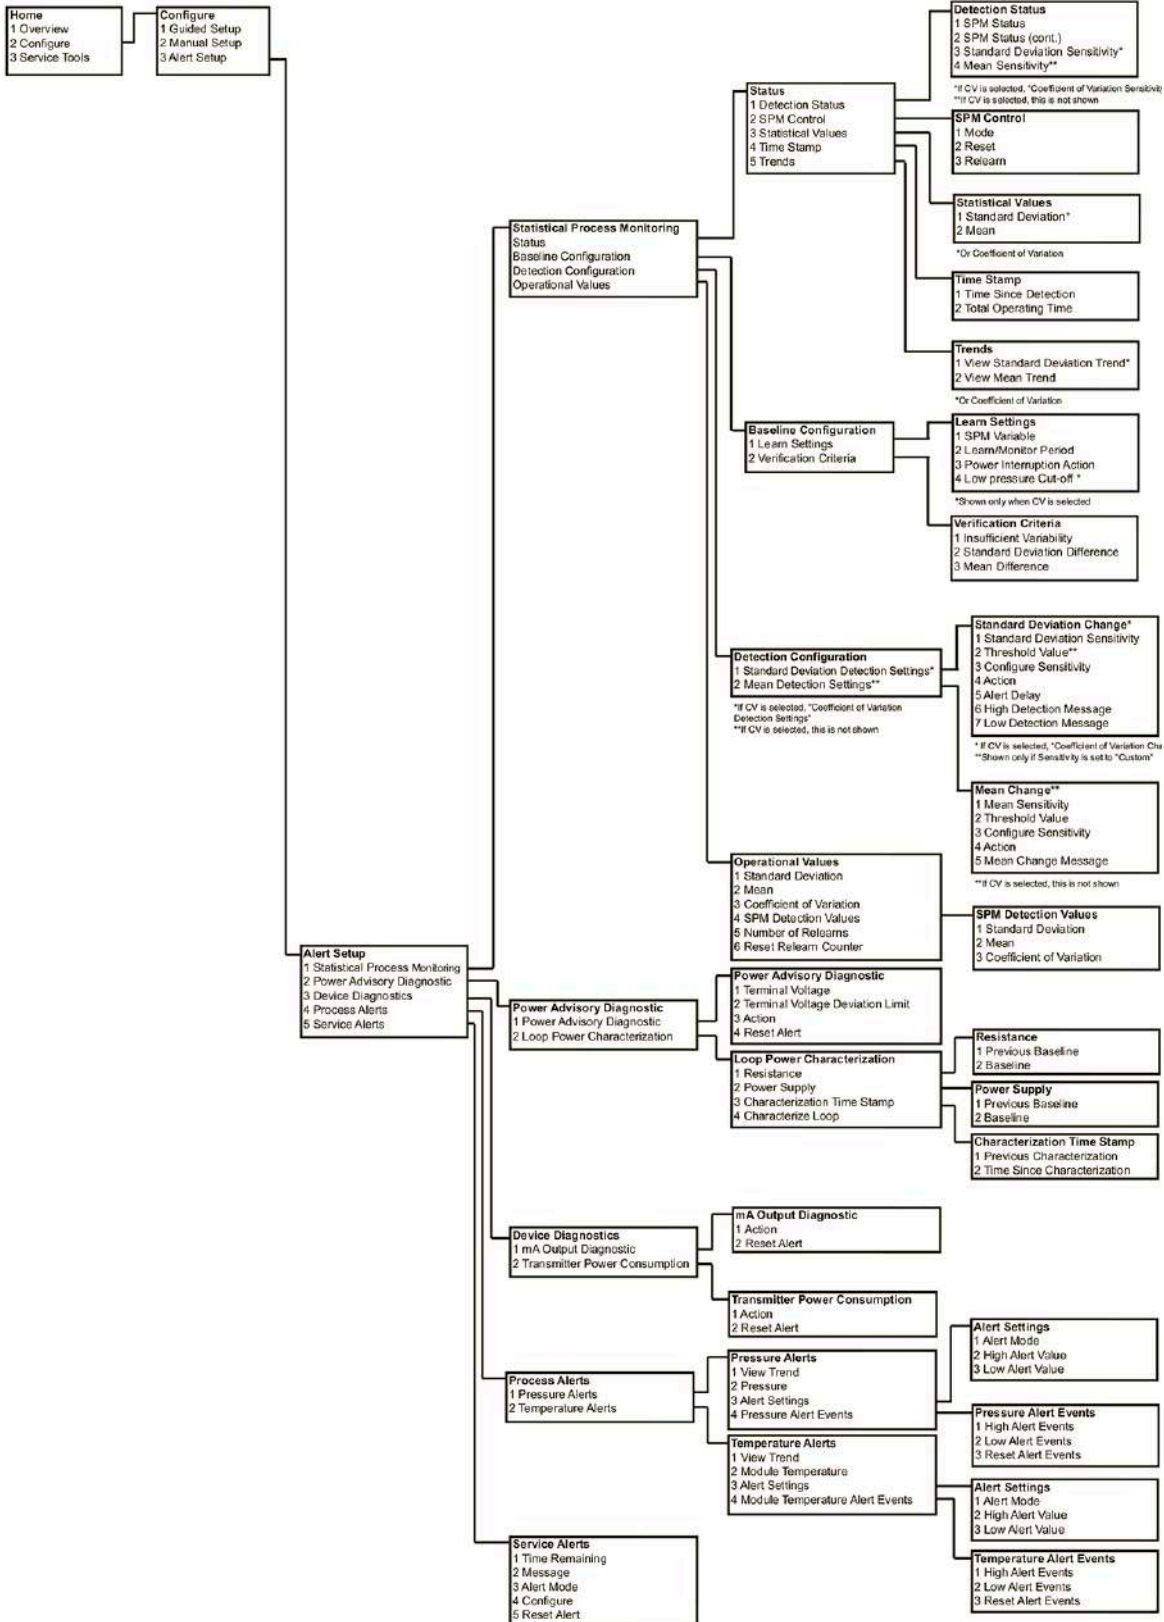 Home
1 Overview
2 Configure
3 Service Tools
Configure
1 Guided Setup
2 Manual Setup
3 Alert Setup
Detection Status
1 SPM Status
2 SPM Status (cont.)
3 Standard Deviation Sensitivity*
4 Mean Sensitivity**
*If CV is selected, "Coefficient of Variation Sensitivity
**If CV is selected, this is not shown
Status
1 Detection Status
2 SPM Control
3 Statistical Values
4 Time Stamp
5 Trends
SPM Control
1 Mode
2 Reset
3 Relearn
Statistical Values
1 Standard Deviation*
2 Mean
*Or Coefficient of Variation
Statistical Process Monitoring
Status
Baseline Configuration
Detection Configuration
Operational Values
Time Stamp
1 Time Since Detection
2 Total Operating Time
Trends
1 View Standard Deviation Trend*
2 View Mean Trend
*Or Coefficient of Variation
Baseline Configuration
1 Learn Settings
2 Verification Criteria
Learn Settings
1 SPM Variable
2 Learn/Monitor Period
3 Power Interruption Action
4 Low pressure Cut-off *
*Shown only when CV is selected
Verification Criteria
1 Insufficient Variability
2 Standard Deviation Difference
3 Mean Difference
Detection Configuration
1 Standard Deviation Detection Settings*
2 Mean Detection Settings**
*If CV is selected, "Coefficient of Variation
Detection Settings"
**If CV is selected, this is not shown
Standard Deviation Change*
1 Standard Deviation Sensitivity
2 Threshold Value**
3 Configure Sensitivity
4 Action
5 Alert Delay
6 High Detection Message
7 Low Detection Message
* If CV is selected, "Coefficient of Variation Cha
**Shown only if Sensitivity is set to "Custom"
Mean Change**
1 Mean Sensitivity
2 Threshold Value
3 Configure Sensitivity
4 Action
5 Mean Change Message
**If CV is selected, this is not shown
Operational Values
1 Standard Deviation
2 Mean
3 Coefficient of Variation
4 SPM Detection Values
5 Number of Relearns
6 Reset Relearn Counter
SPM Detection Values
1 Standard Deviation
2 Mean
3 Coefficient of Variation
Alert Setup
1 Statistical Process Monitoring
2 Power Advisory Diagnostic
3 Device Diagnostics
4 Process Alerts
5 Service Alerts
Power Advisory Diagnostic
1 Power Advisory Diagnostic
2 Loop Power Characterization
Power Advisory Diagnostic
1 Terminal Voltage
2 Terminal Voltage Deviation Limit
3 Action
4 Reset Alert
Loop Power Characterization
1 Resistance
2 Power Supply
3 Characterization Time Stamp
4 Characterize Loop
Resistance
1 Previous Baseline
2 Baseline
Power Supply
1 Previous Baseline
2 Baseline
Characterization Time Stamp
1 Previous Characterization
2 Time Since Characterization
Device Diagnostics
1 mA Output Diagnostic
2 Transmitter Power Consumption
mA Output Diagnostic
1 Action
2 Reset Alert
Transmitter Power Consumption
1 Action
2 Reset Alert
Process Alerts
1 Pressure Alerts
2 Temperature Alerts
Pressure Alerts
1 View Trend
2 Pressure
3 Alert Settings
4 Pressure Alert Events
Alert Settings
1 Alert Mode
2 High Alert Value
3 Low Alert Value
Pressure Alert Events
1 High Alert Events
2 Low Alert Events
3 Reset Alert Events
Temperature Alerts
1 View Trend
2 Module Temperature
3 Alert Settings
4 Module Temperature Alert Events
Alert Settings
1 Alert Mode
2 High Alert Value
3 Low Alert Value
Temperature Alert Events
1 High Alert Events
2 Low Alert Events
3 Reset Alert Events
Service Alerts
1 Time Remaining
2 Message
3 Alert Mode
4 Configure
5 Reset Alert